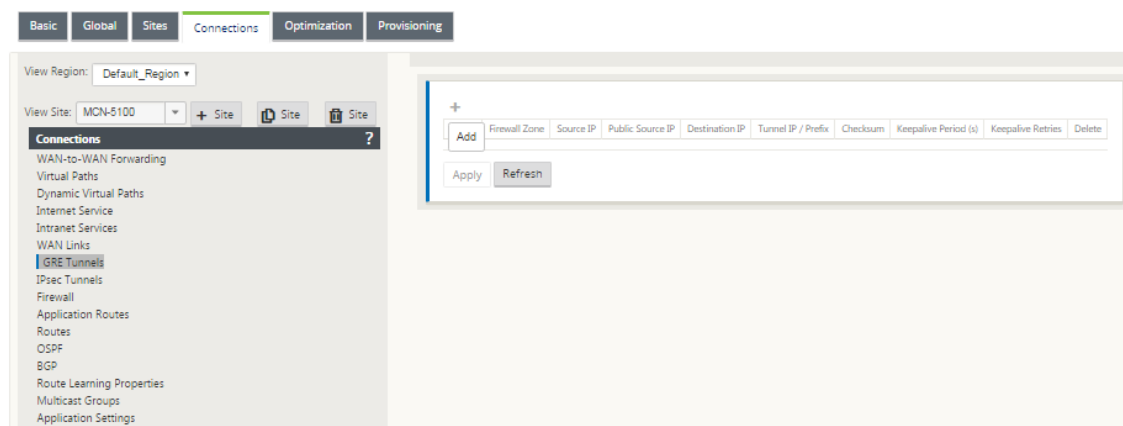 Basic Global Sites Connections Optimization Provisioning
View Region: Default_Region
View Site: MCN-5100 + Site Site Site
Connections ?
WAN-to-WAN Forwarding
Virtual Paths
Dynamic Virtual Paths
Internet Service
Intranet Services
WAN Links
GRE Tunnels
IPsec Tunnels
Firewall
Application Routes
Routes
OSPF
BGP
Route Learning Properties
Multicast Groups
Application Settings
+
Add Firewall Zone Source IP Public Source IP Destination IP Tunnel IP / Prefix Checksum Keepalive Period (s) Keepalive Retries Delete
Apply Refresh